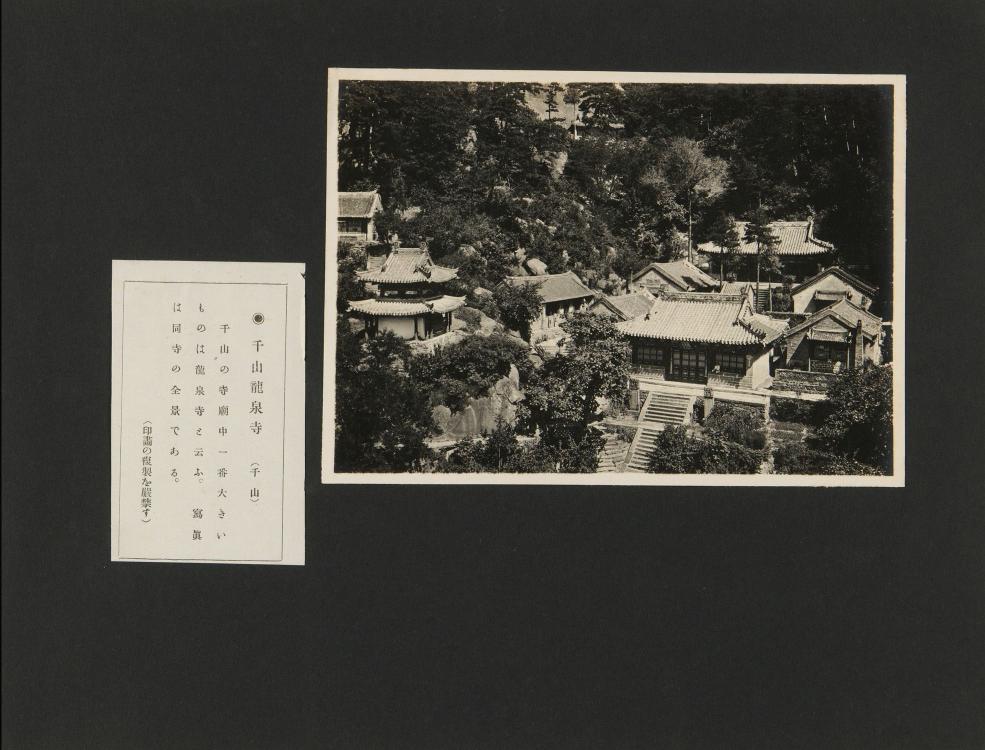 ◉千山龍泉寺（千山）
千山の寺廟中一番大きい
ものは龍泉寺と云ふ。寫眞
は同寺の全景である。
（印畫の複製を嚴禁す）